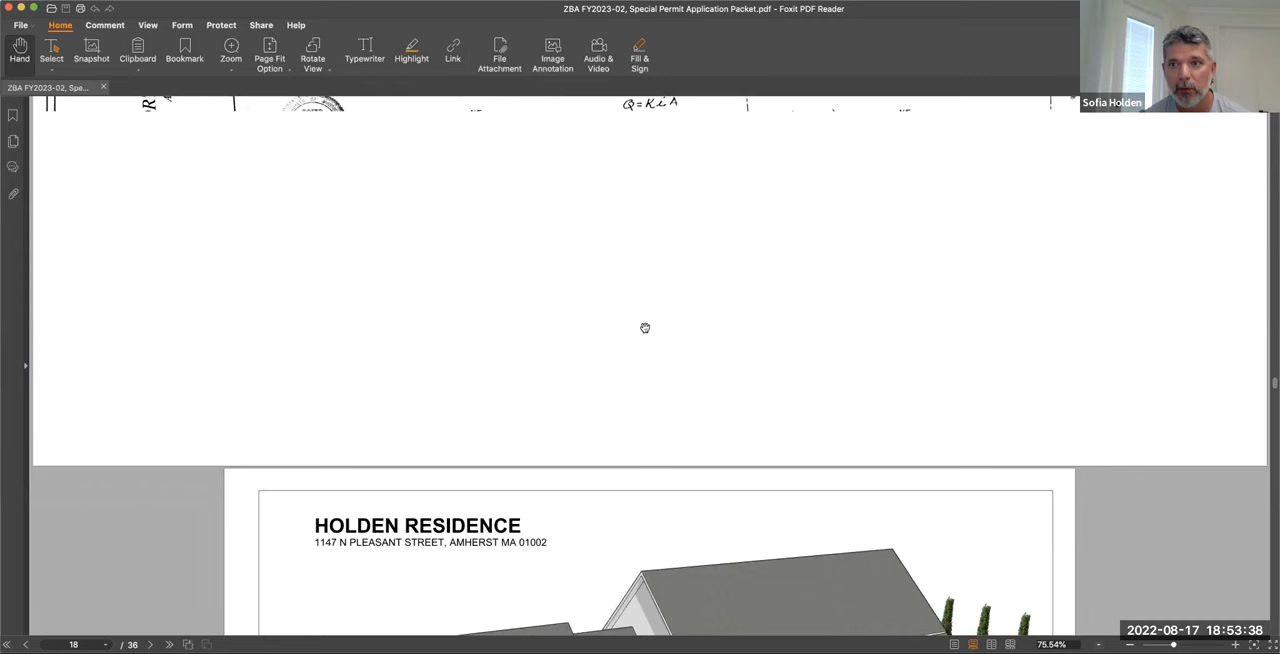 ZBA FY2023-02, Special Permit Application Packet.pdf - Foxit PDF Reader
File Home Comment View Form Protect Share Help
Hand Select Snapshot Clipboard Bookmark Zoom Page Fit Option Rotate View Typewriter Highlight Link File Attachment Image Annotation Audio & Video Fill & Sign
ZBA FY2023-02, Spe...
Sofia Holden
Q=KiA
HOLDEN RESIDENCE
1147 N PLEASANT STREET, AMHERST MA 01002
2022-08-17 18:53:38
18 / 36
75.54%